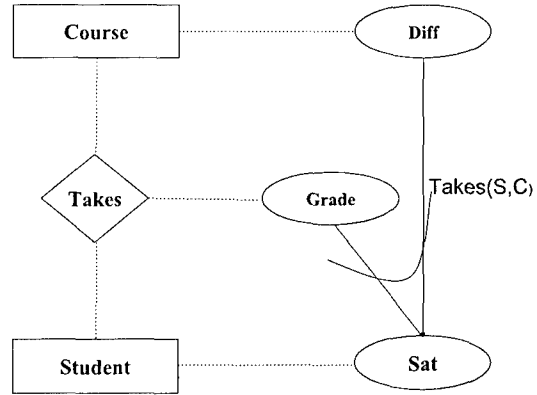 Course
Diff
Takes
Grade
Takes(S,C)
Student
Sat